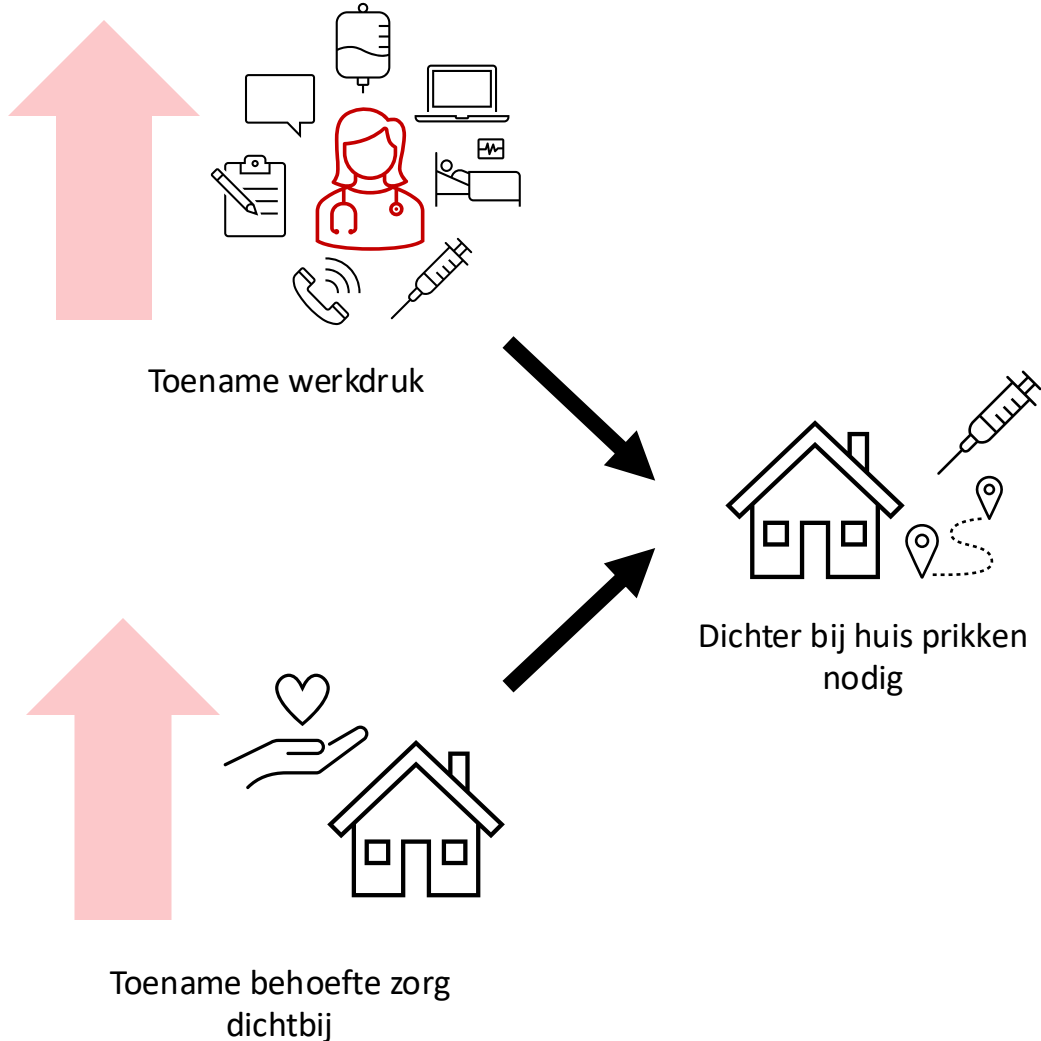 Toename werkdruk
Dichter bij huis prikken
nodig
Toename behoefte zorg
dichtbij